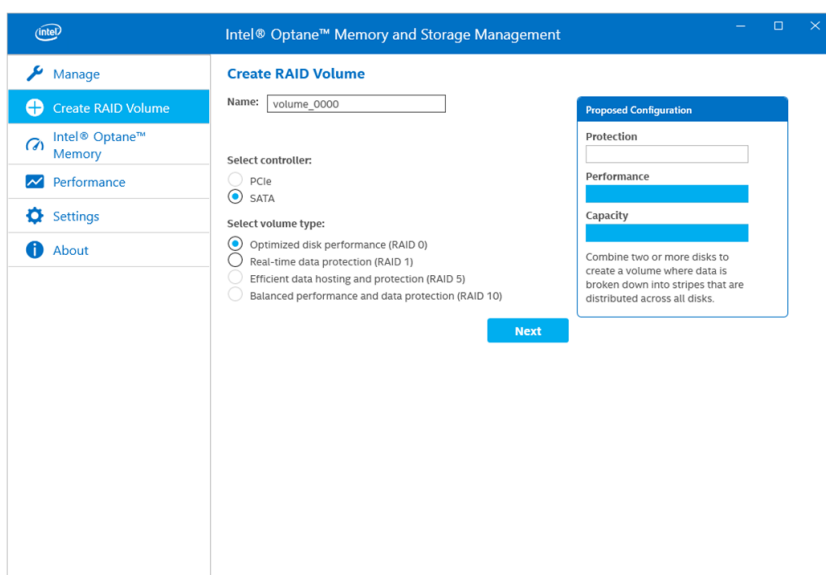 intel
Intel® Optane™ Memory and Storage Management
Manage
Create RAID Volume
Intel® Optane™
Memory
Performance
Settings
About
Create RAID Volume
Name: volume_0000
Select controller:
PCIe
SATA
Select volume type:
Optimized disk performance (RAID 0)
Real-time data protection (RAID 1)
Efficient data hosting and protection (RAID 5)
Balanced performance and data protection (RAID 10)
Next
Proposed Configuration
Protection
Performance
Capacity
Combine two or more disks to
create a volume where data is
broken down into stripes that are
distributed across all disks.